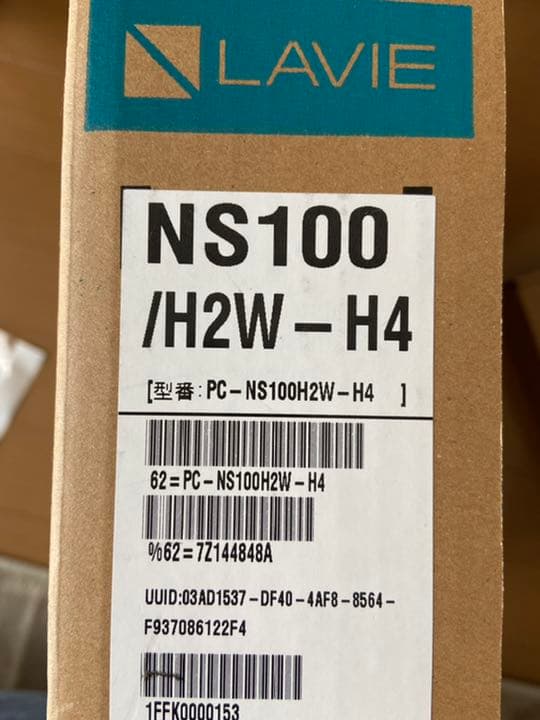 LAVIE
NS100
/H2W-H4
[型番: PC-NS100H2W-H4 ]
62=PC-NS100H2W-H4
%62=7Z144848A
UUID:03AD1537-DF40-4AF8-8564-
F937086122F4
1FFK0000153